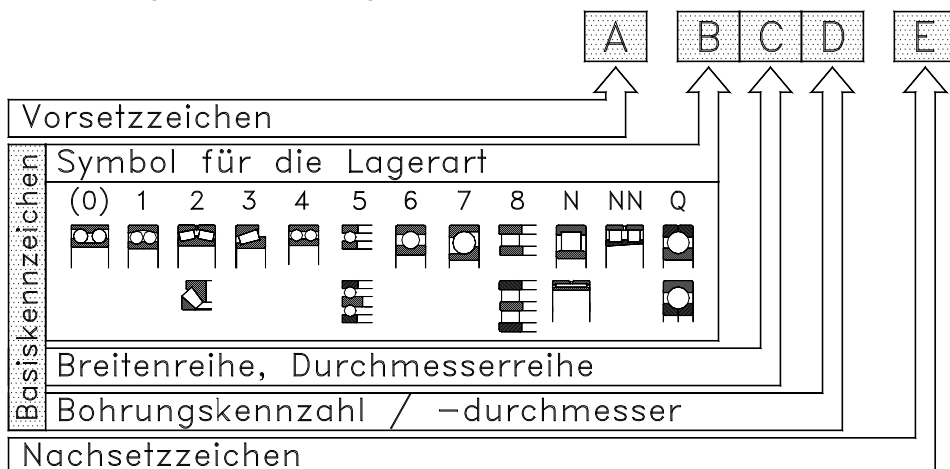 A B C D E
Vorsetzzeichen
Basiskennzeichen
Symbol für die Lagerart
(0) 1 2 3 4 5 6 7 8 N NN Q
Breitenreihe, Durchmesserreihe
Bohrungskennzahl / -durchmesser
Nachsetzzeichen